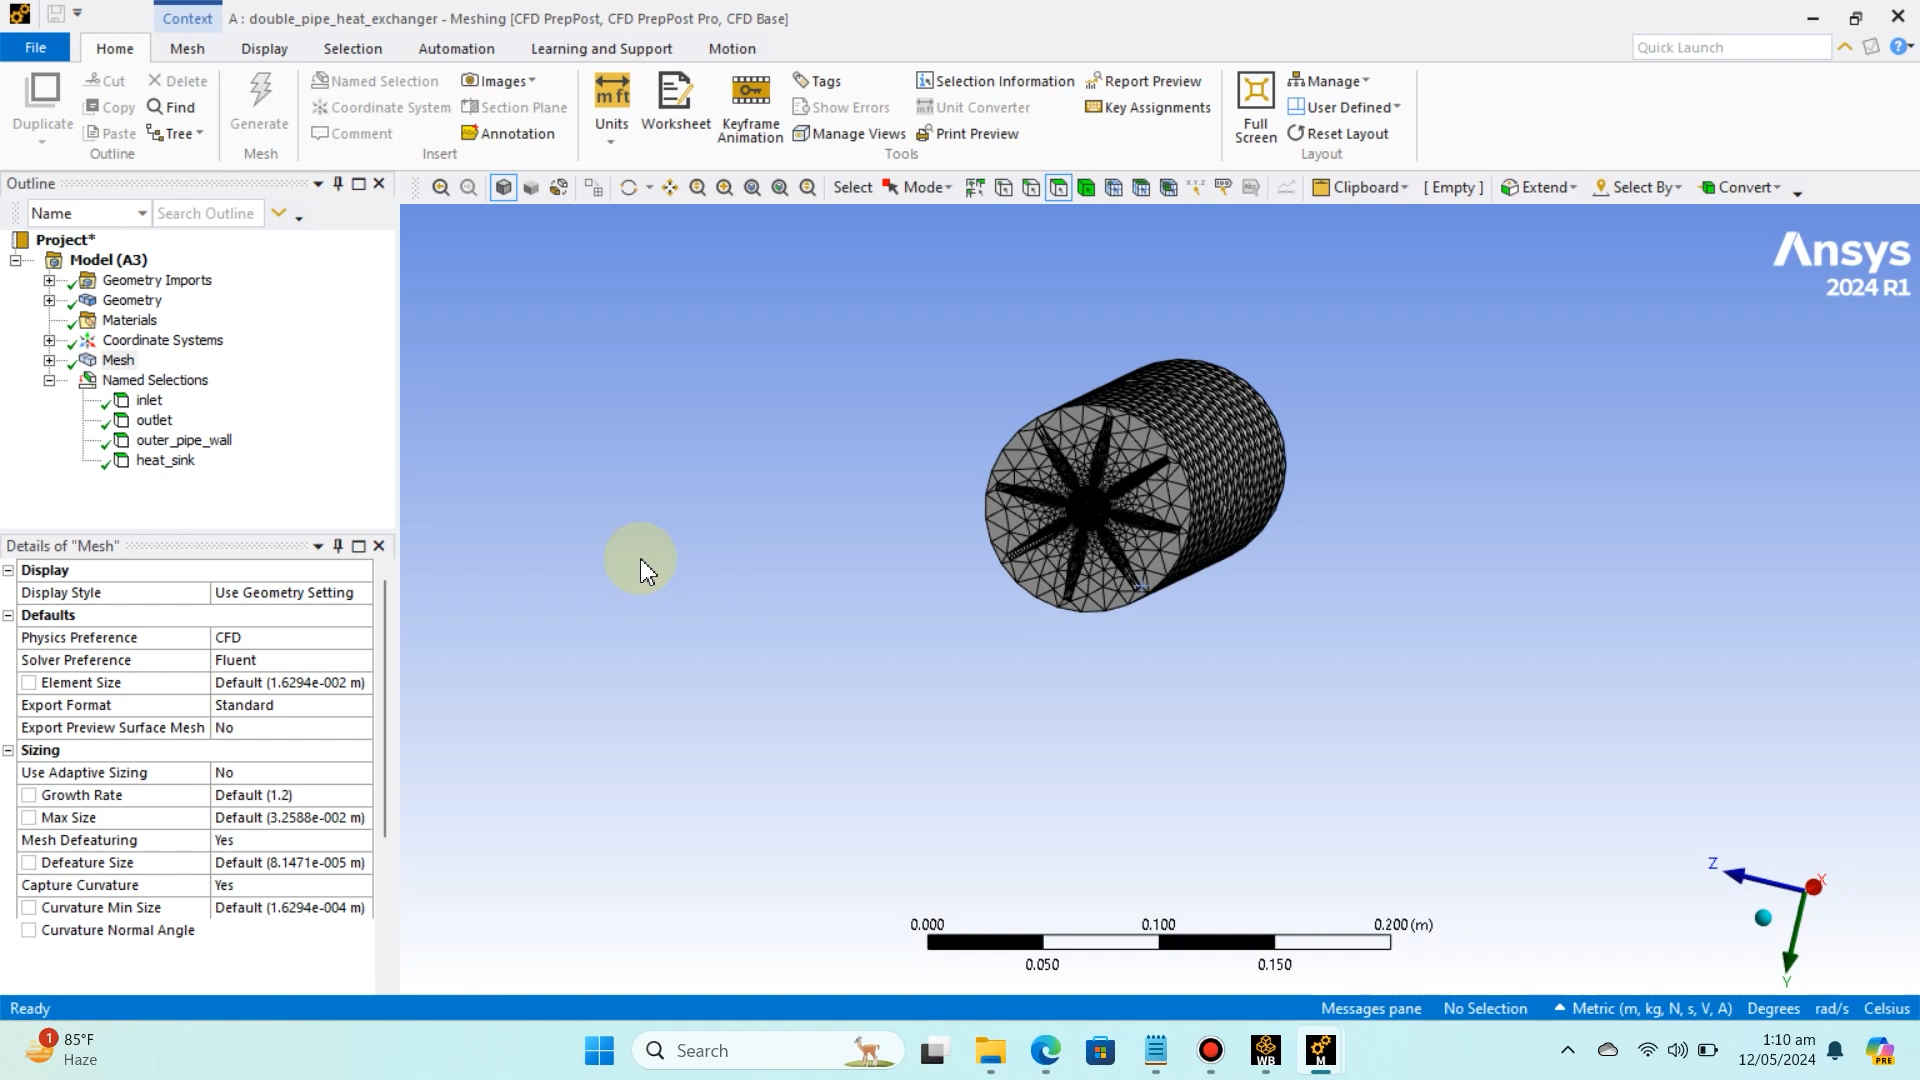 Context
A : double_pipe_heat_exchanger - Meshing [CFD PrepPost, CFD PrepPost Pro, CFD Base]
File
Home
Mesh
Display
Selection
Automation
Learning and Support
Motion
Quick Launch
Duplicate
Cut
Copy
Paste
Delete
Find
Tree
Outline
Generate
Mesh
Named Selection
Coordinate System
Comment
Images
Section Plane
Annotation
Insert
Units
Worksheet
Keyframe
Animation
Tags
Show Errors
Manage Views
Selection Information
Unit Converter
Print Preview
Report Preview
Key Assignments
Tools
Full
Screen
Manage
User Defined
Reset Layout
Layout
Outline
Select
Mode
Clipboard
[ Empty ]
Extend
Select By
Convert
Name
Search Outline
Project*
Model (A3)
Geometry Imports
Geometry
Materials
Coordinate Systems
Mesh
Named Selections
inlet
outlet
outer_pipe_wall
heat_sink
Ansys
2024 R1
Details of "Mesh"
Display
Display Style Use Geometry Setting
Defaults
Physics Preference CFD
Solver Preference Fluent
Element Size Default (1.6294e-002 m)
Export Format Standard
Export Preview Surface Mesh No
Sizing
Use Adaptive Sizing No
Growth Rate Default (1.2)
Max Size Default (3.2588e-002 m)
Mesh Defeaturing Yes
Defeature Size Default (8.1471e-005 m)
Capture Curvature Yes
Curvature Min Size Default (1.6294e-004 m)
Curvature Normal Angle
0.000 0.100 0.200 (m)
0.050 0.150
Z
X
Y
Ready
Messages pane
No Selection
Metric (m, kg, N, s, V, A)
Degrees
rad/s
Celsius
1
85°F
Haze
Search
WB
M
1:10 am
12/05/2024
PRE